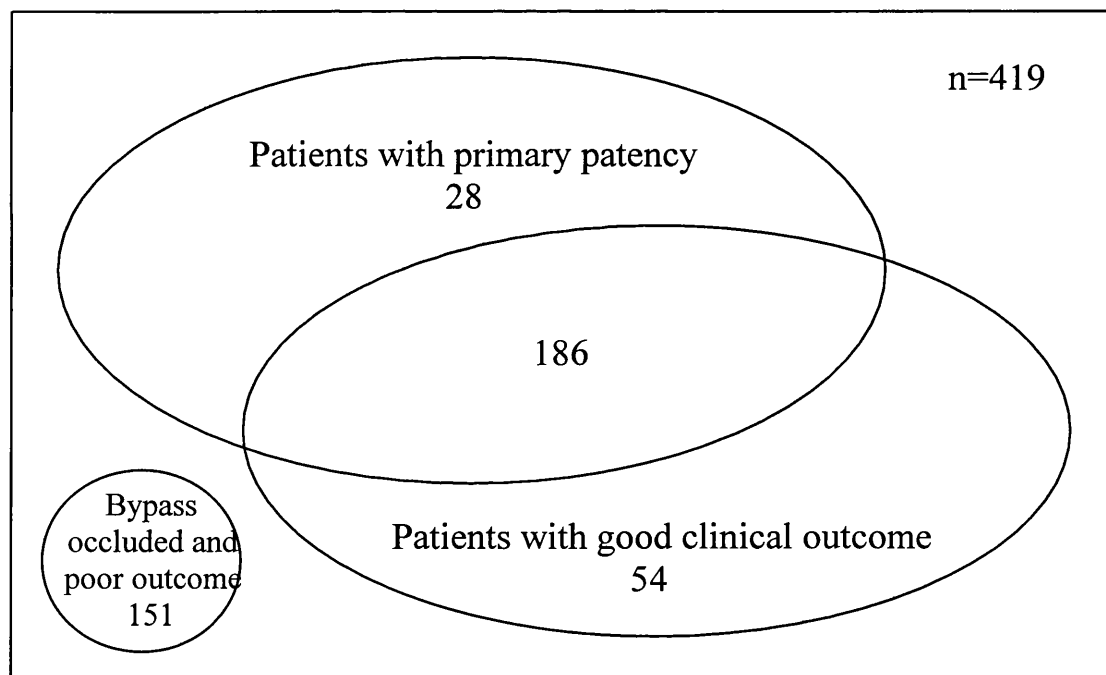 n=419
Patients with primary patency
28
186
Bypass
occluded and
poor outcome
151
Patients with good clinical outcome
54